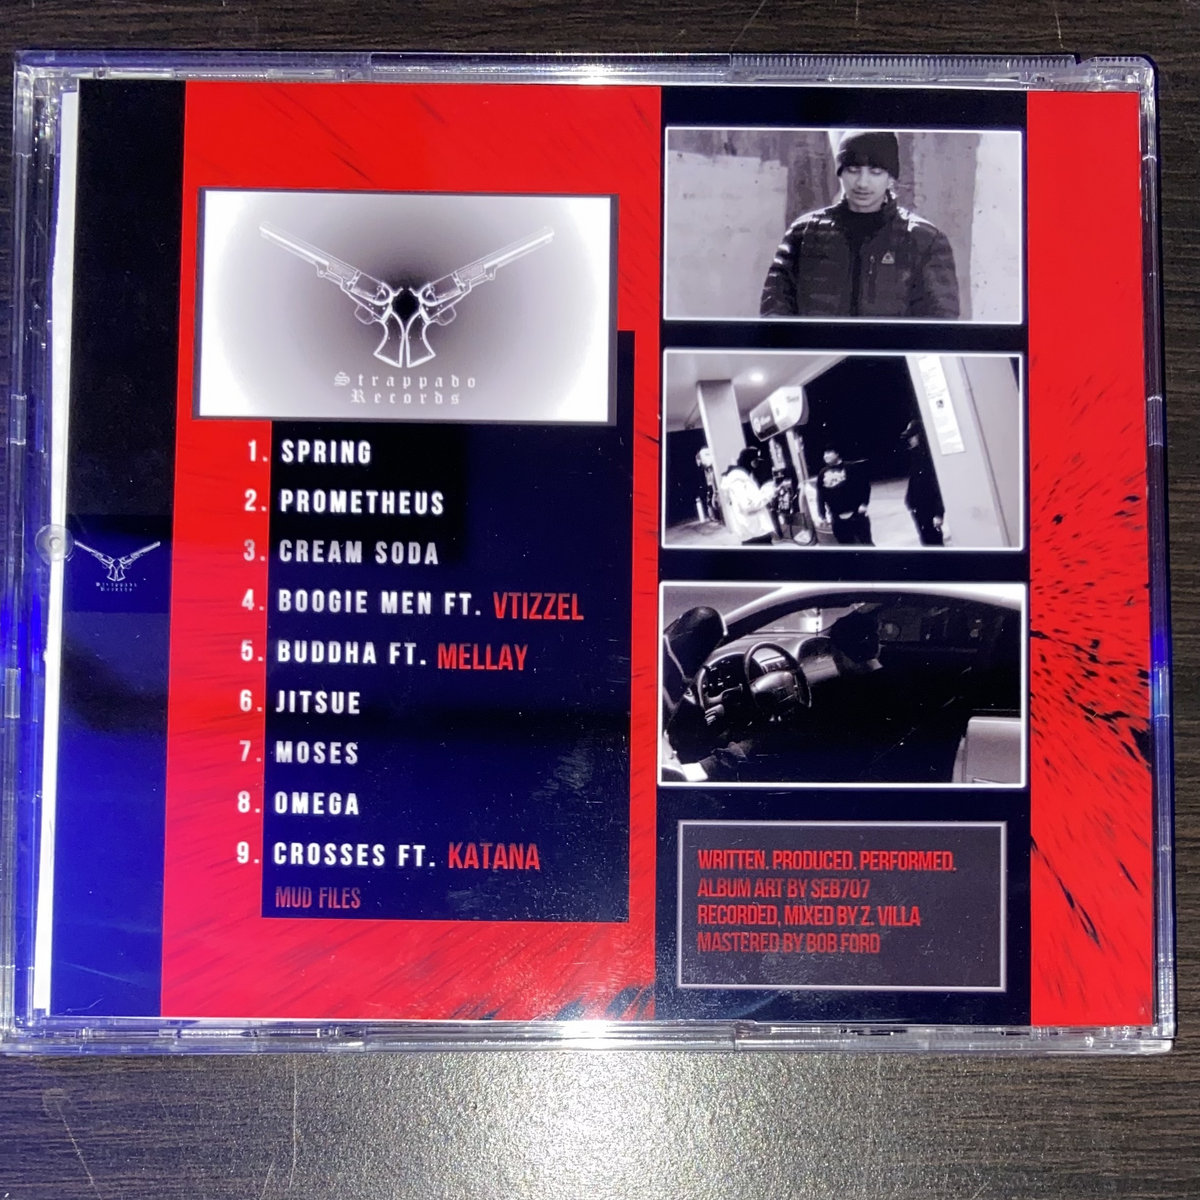 Strappado
Records
1. SPRING
2. PROMETHEUS
3. CREAM SODA
4. BOOGIE MEN FT. VTIZZEL
5. BUDDHA FT. MELLAY
6. JITSUE
7. MOSES
8. OMEGA
9. CROSSES FT. KATANA
MUD FILES
WRITTEN. PRODUCED. PERFORMED.
ALBUM ART BY SEB707
RECORDED, MIXED BY Z. VILLA
MASTERED BY BOB FORD
Strappado
Records